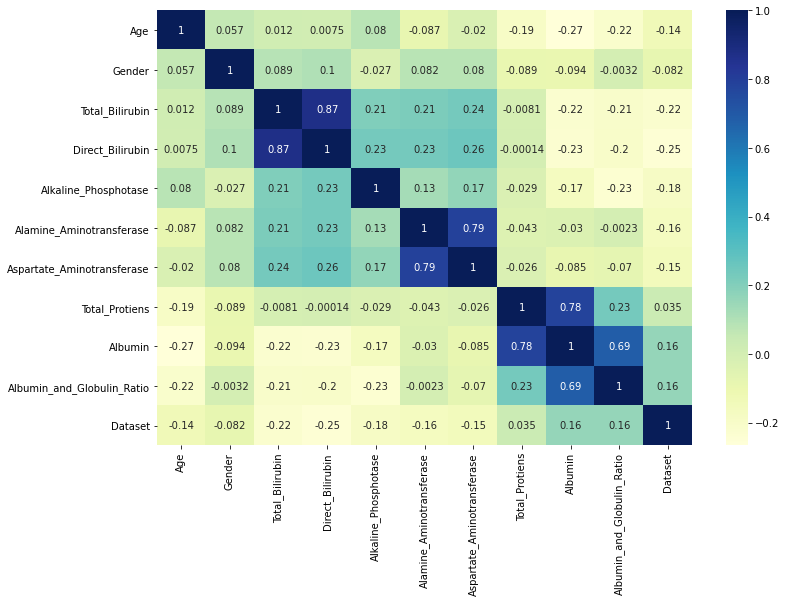 Age 1 0.057 0.012 0.0075 0.08 -0.087 -0.02 -0.19 -0.27 -0.22 -0.14
Gender 0.057 1 0.089 0.1 -0.027 0.082 0.08 -0.089 -0.094 -0.0032 -0.082
Total_Bilirubin 0.012 0.089 1 0.87 0.21 0.21 0.24 -0.0081 -0.22 -0.21 -0.22
Direct_Bilirubin 0.0075 0.1 0.87 1 0.23 0.23 0.26 -0.00014 -0.23 -0.2 -0.25
Alkaline_Phosphotase 0.08 -0.027 0.21 0.23 1 0.13 0.17 -0.029 -0.17 -0.23 -0.18
Alamine_Aminotransferase -0.087 0.082 0.21 0.23 0.13 1 0.79 -0.043 -0.03 -0.0023 -0.16
Aspartate_Aminotransferase -0.02 0.08 0.24 0.26 0.17 0.79 1 -0.026 -0.085 -0.07 -0.15
Total_Protiens -0.19 -0.089 -0.0081 -0.00014 -0.029 -0.043 -0.026 1 0.78 0.23 0.035
Albumin -0.27 -0.094 -0.22 -0.23 -0.17 -0.03 -0.085 0.78 1 0.69 0.16
Albumin_and_Globulin_Ratio -0.22 -0.0032 -0.21 -0.2 -0.23 -0.0023 -0.07 0.23 0.69 1 0.16
Dataset -0.14 -0.082 -0.22 -0.25 -0.18 -0.16 -0.15 0.035 0.16 0.16 1
Age
Gender
Total_Bilirubin
Direct_Bilirubin
Alkaline_Phosphotase
Alamine_Aminotransferase
Aspartate_Aminotransferase
Total_Protiens
Albumin
Albumin_and_Globulin_Ratio
Dataset
1.0
0.8
0.6
0.4
0.2
0.0
−0.2